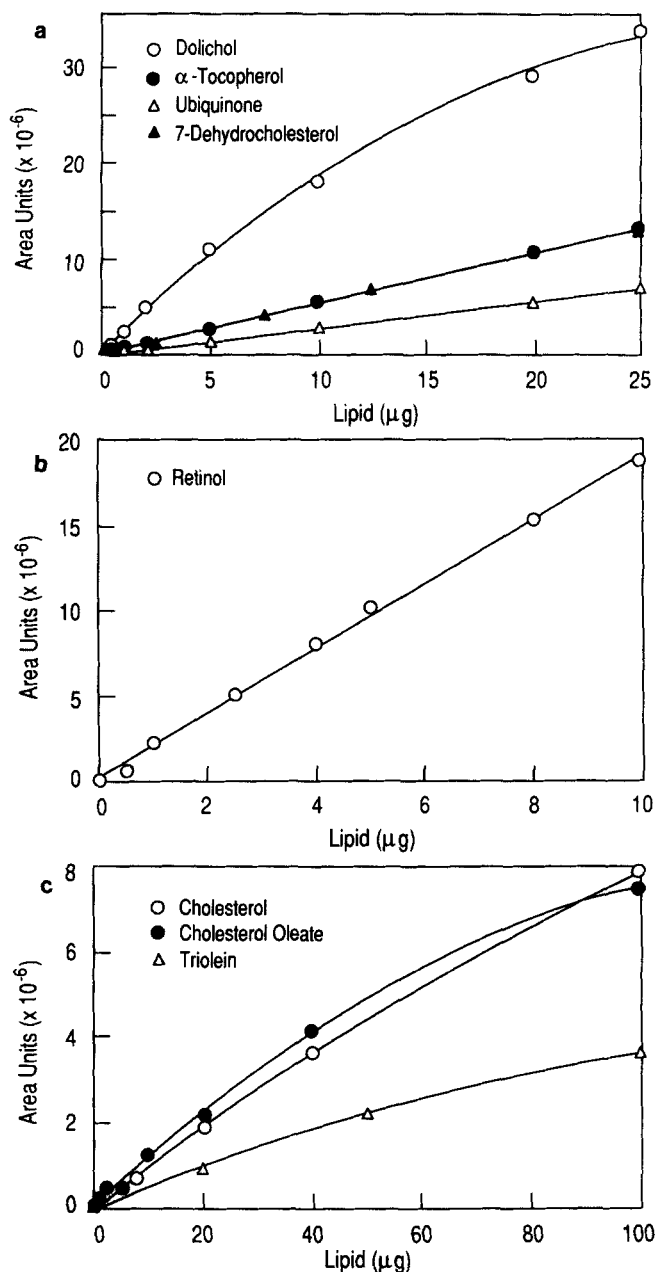 a
Dolichol
α-Tocopherol
Ubiquinone
7-Dehydrocholesterol
Area Units (x 10⁻⁶)
30
20
10
0
0 5 10 15 20 25
Lipid (μg)
b
Retinol
Area Units (x 10⁻⁶)
20
15
10
5
0
0 2 4 6 8 10
Lipid (μg)
c
Cholesterol
Cholesterol Oleate
Triolein
Area Units (x 10⁻⁶)
8
6
4
2
0
0 20 40 60 80 100
Lipid (μg)